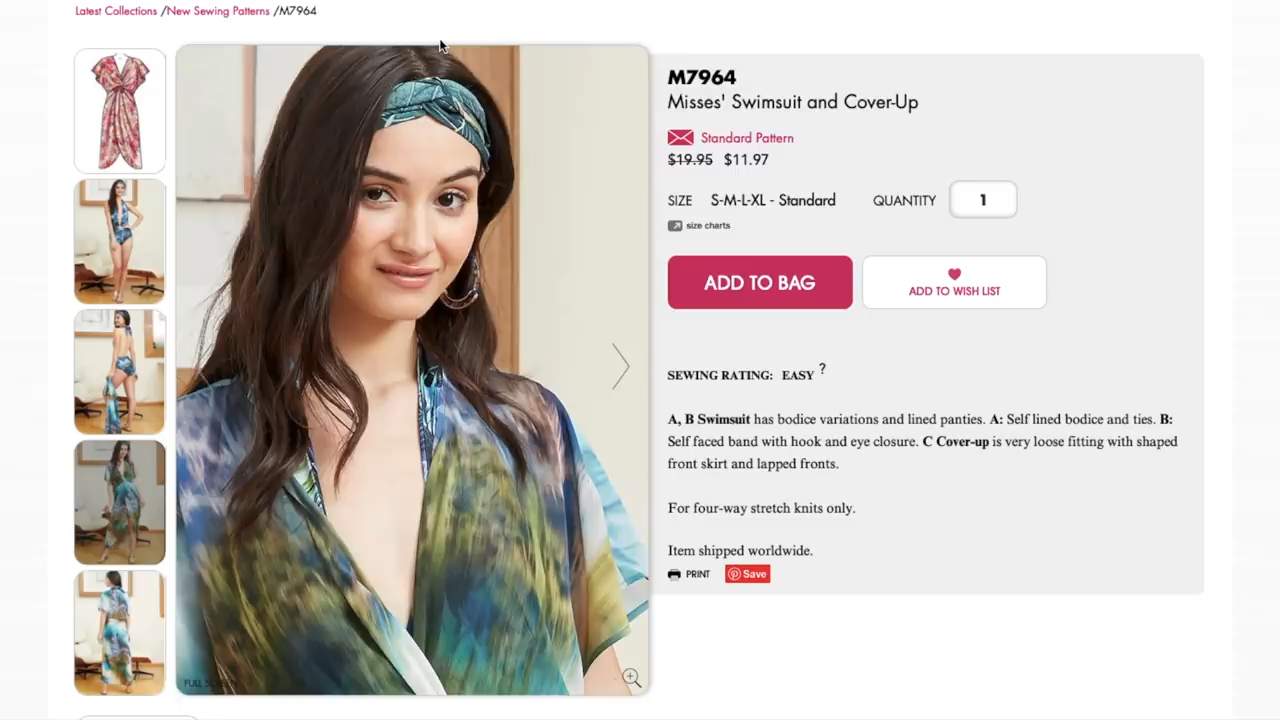 Latest Collections /New Sewing Patterns /M7964
M7964
Misses' Swimsuit and Cover-Up
Standard Pattern
$19.95 $11.97
SIZE S-M-L-XL - Standard QUANTITY 1
size charts
ADD TO BAG
ADD TO WISH LIST
SEWING RATING: EASY ?
A, B Swimsuit has bodice variations and lined panties. A: Self lined bodice and ties. B:
Self faced band with hook and eye closure. C Cover-up is very loose fitting with shaped
front skirt and lapped fronts.
For four-way stretch knits only.
Item shipped worldwide.
PRINT Save
FULL SCREEN